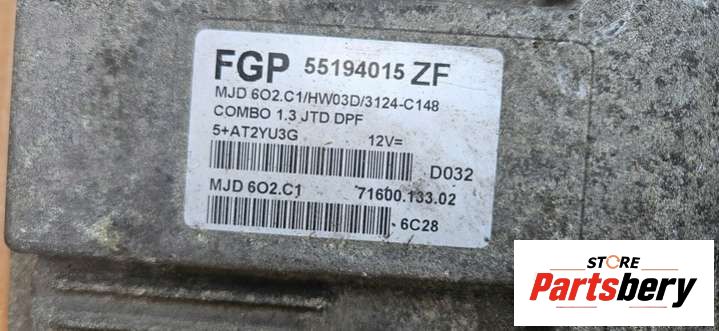 FGP 55194015 ZF
MJD 6O2.C1/HW03D/3124-C148
COMBO 1.3 JTD DPF
5+AT2YU3G 12V=
D032
MJD 6O2.C1 71600.133.02
6C28
STORE
Partsbery